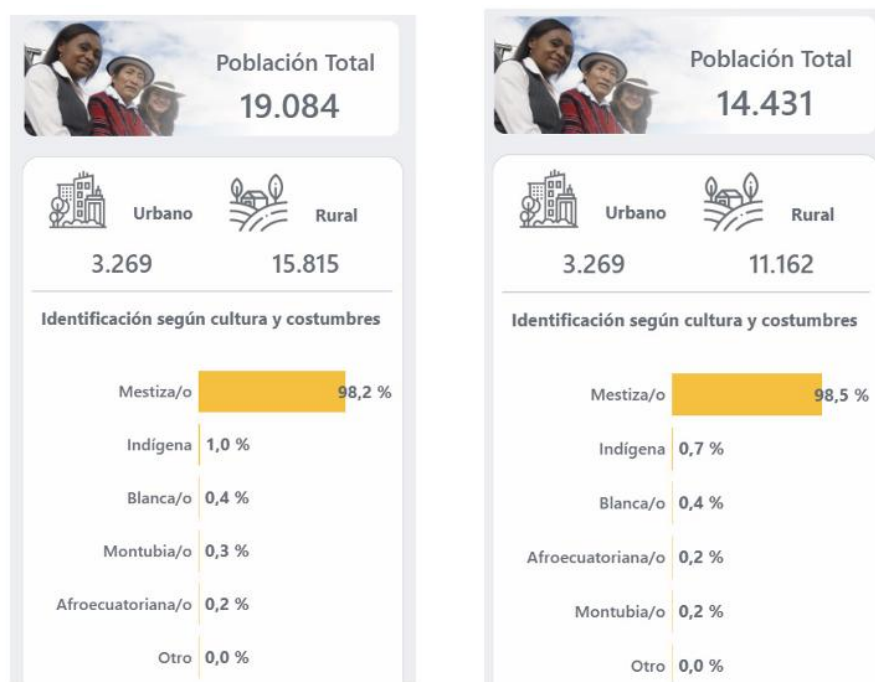 Población Total
19.084
Urbano
Rural
3.269
15.815
Identificación según cultura y costumbres
Mestiza/o 98,2 %
Indígena 1,0 %
Blanca/o 0,4 %
Montubia/o 0,3 %
Afroecuatoriana/o 0,2 %
Otro 0,0 %
Población Total
14.431
Urbano
Rural
3.269
11.162
Identificación según cultura y costumbres
Mestiza/o 98,5 %
Indígena 0,7 %
Blanca/o 0,4 %
Afroecuatoriana/o 0,2 %
Montubia/o 0,2 %
Otro 0,0 %